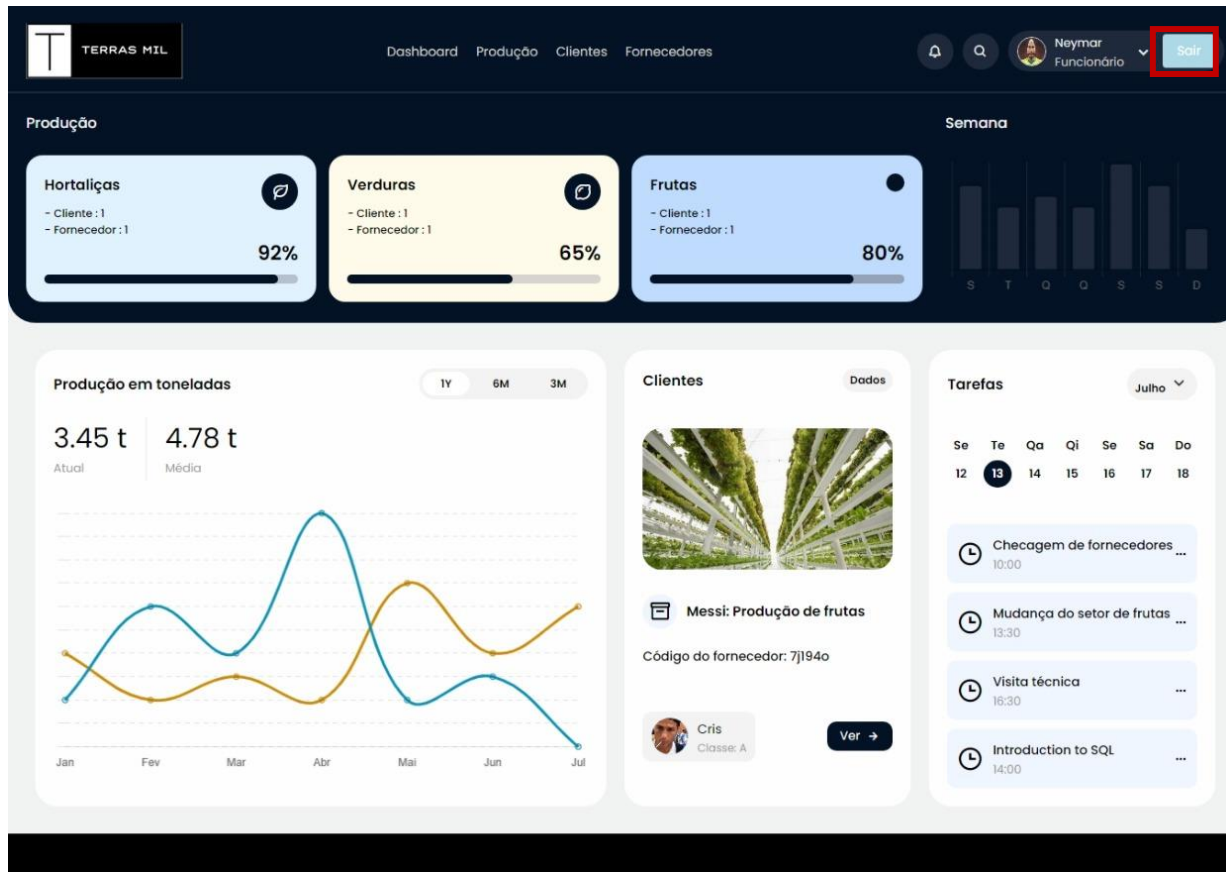 T TERRAS MIL
Dashboard Produção Clientes Fornecedores
Neymar
Funcionário
Sair
Produção
Semana
Hortaliças
- Cliente : 1
- Fornecedor : 1
92%
Verduras
- Cliente : 1
- Fornecedor : 1
65%
Frutas
- Cliente : 1
- Fornecedor : 1
80%
S T Q Q S S D
Produção em toneladas
1Y 6M 3M
3.45 t 4.78 t
Atual Média
Jan Fev Mar Abr Mai Jun Jul
Clientes
Dados
Messi: Produção de frutas
Código do fornecedor: 7j194o
Cris
Classe: A
Ver →
Tarefas
Julho
Se Te Qa Qi Se Sa Do
12 13 14 15 16 17 18
Checagem de fornecedores ...
10:00
Mudança do setor de frutas ...
13:30
Visita técnica ...
16:30
Introduction to SQL ...
14:00